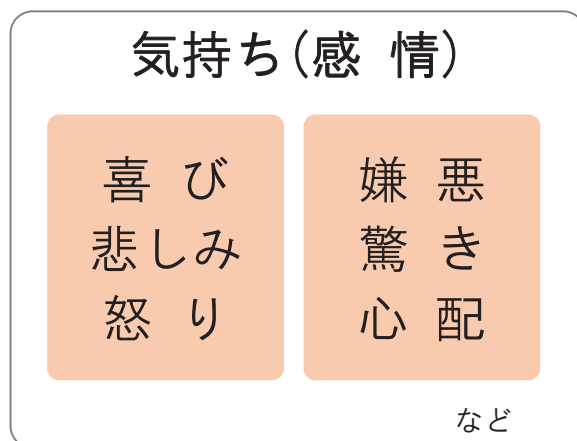 気持ち(感 情)
喜 び
悲しみ
怒 り
嫌 悪
驚 き
心 配
など